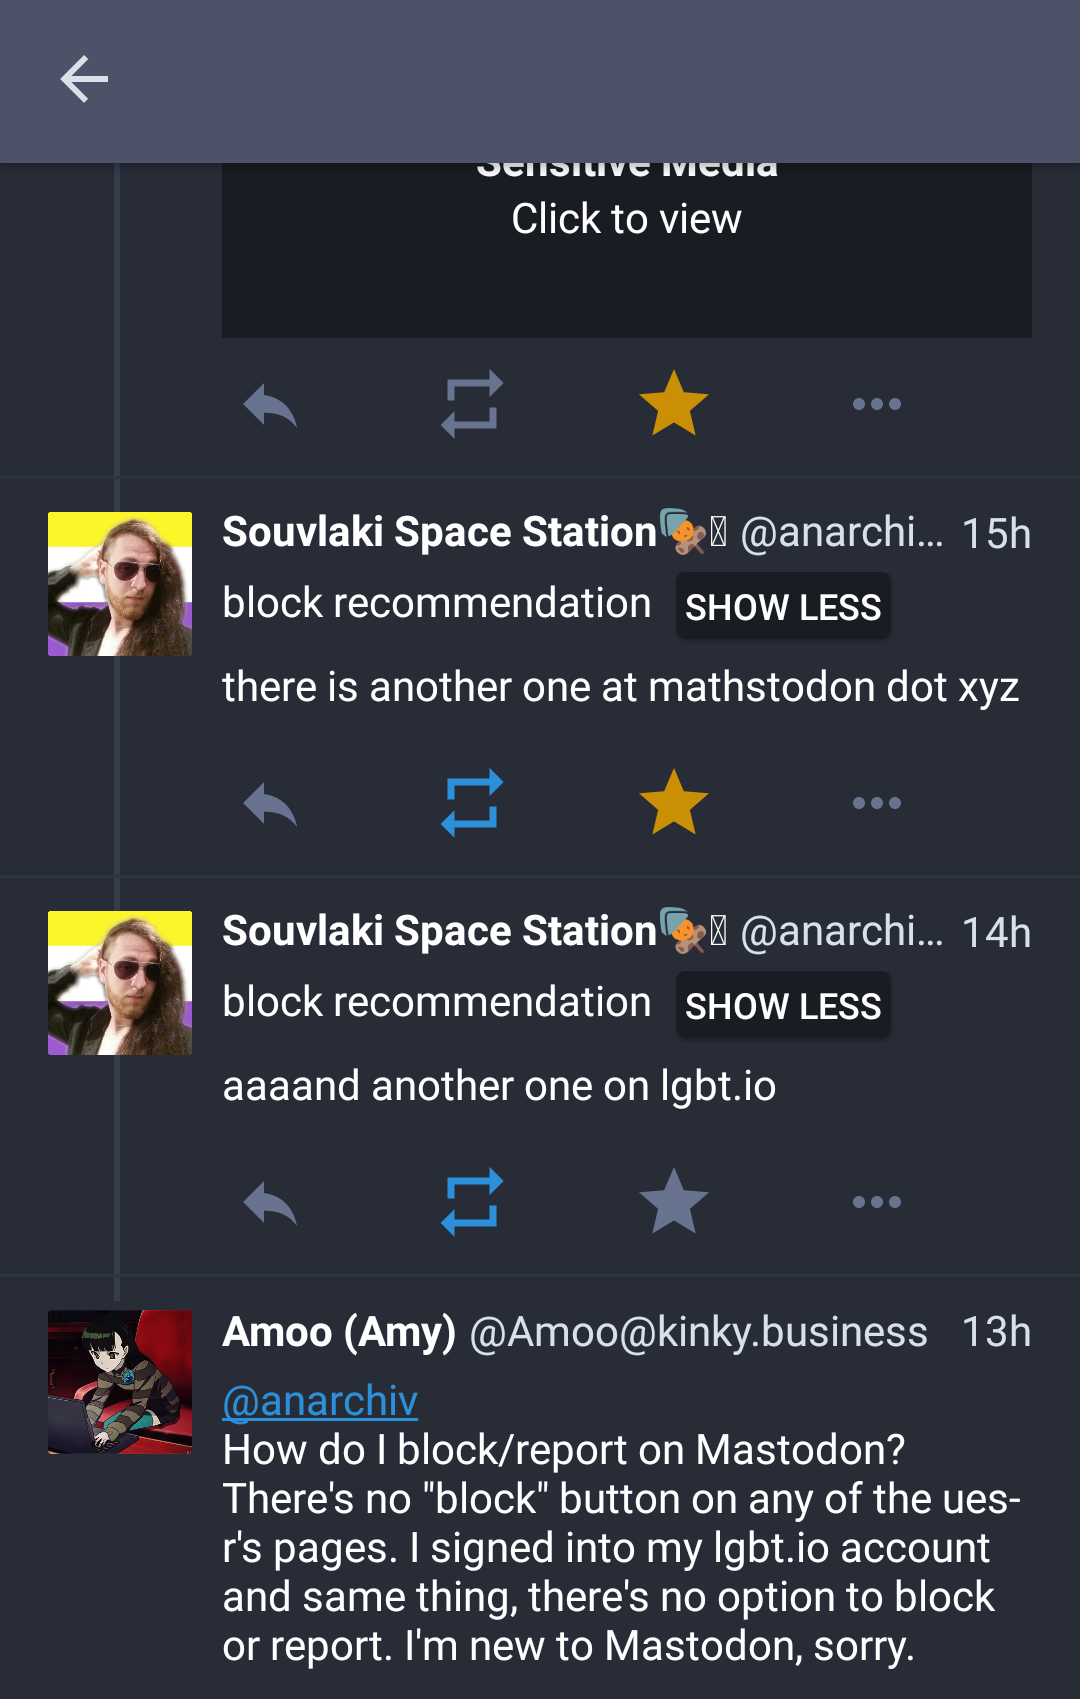 Sensitive Media
Click to view
Souvlaki Space Station @anarchi... 15h
block recommendation SHOW LESS
there is another one at mathstodon dot xyz
Souvlaki Space Station @anarchi... 14h
block recommendation SHOW LESS
aaaand another one on lgbt.io
Amoo (Amy) @Amoo@kinky.business 13h
@anarchiv
How do I block/report on Mastodon?
There's no "block" button on any of the ues-
r's pages. I signed into my lgbt.io account
and same thing, there's no option to block
or report. I'm new to Mastodon, sorry.